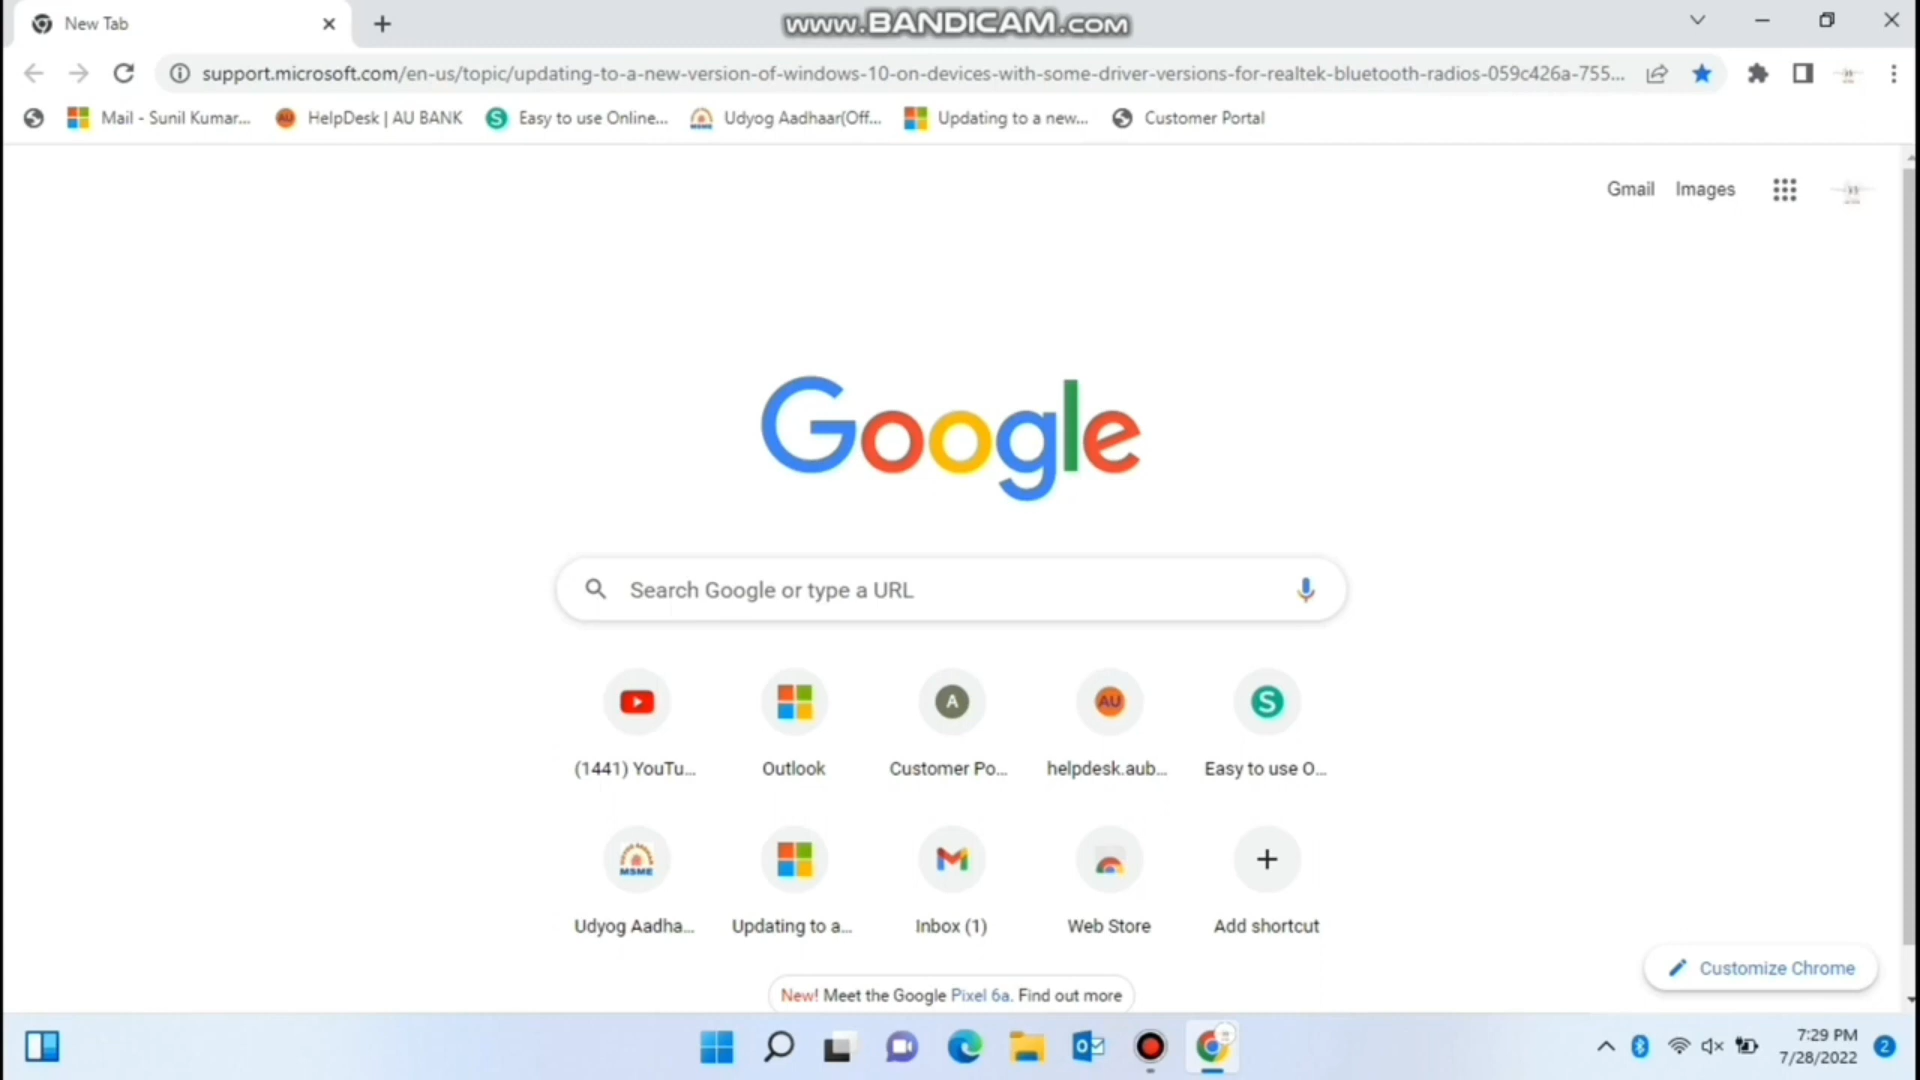 New Tab
www.BANDICAM.com
support.microsoft.com/en-us/topic/updating-to-a-new-version-of-windows-10-on-devices-with-some-driver-versions-for-realtek-bluetooth-radios-059c426a-755...
Mail - Sunil Kumar...
HelpDesk | AU BANK
Easy to use Online...
Udyog Aadhaar(Off...
Updating to a new...
Customer Portal
Gmail Images
Google
Search Google or type a URL
A
AU
S
(1441) YouTu...
Outlook
Customer Po...
helpdesk.aub...
Easy to use O...
MSME
Udyog Aadha...
Updating to a...
Inbox (1)
Web Store
Add shortcut
Customize Chrome
New! Meet the Google Pixel 6a. Find out more
7:29 PM
7/28/2022
2